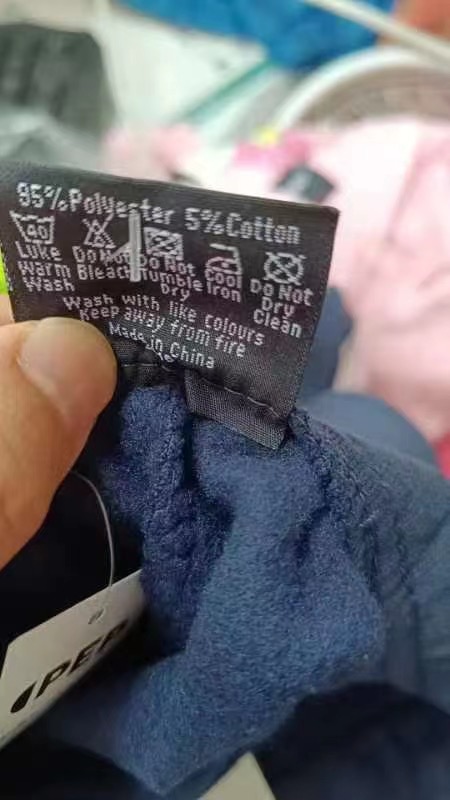 95%Polyester 5%Cotton
40
Luke Warm Wash
Do Not Bleach
Do Not Tumble Dry
Cool Iron
Do Not Dry Clean
Wash with like colours
Keep away from fire
Made in China
PEP